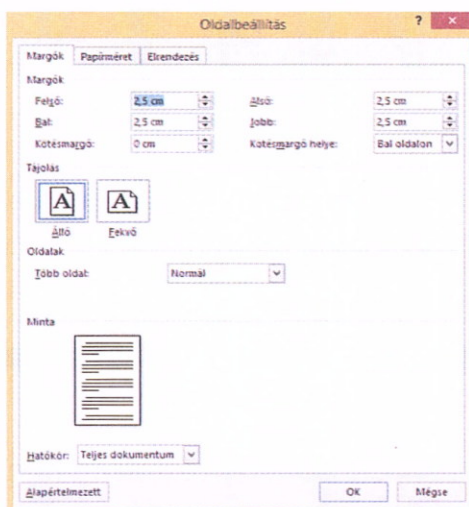 Oldalbeállítás ?
Margók Papírméret Elrendezés
Margók
Felső: 2,5 cm Alsó: 2,5 cm
Bal: 2,5 cm Jobb: 2,5 cm
Kötésmargó: 0 cm Kötésmargó helye: Bal oldalon
Tájolás
A A
Álló Fekvő
Oldalak
Több oldal: Normál
Minta
Hatókör: Teljes dokumentum
Alapértelmezett OK Mégse